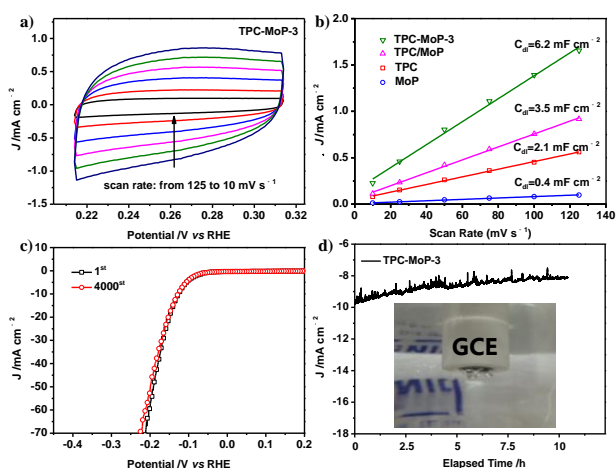 a)
TPC-MoP-3
J /mA cm⁻²
1.0
0.5
0.0
-0.5
-1.0
-1.5
scan rate: from 125 to 10 mV s⁻¹
0.22 0.24 0.26 0.28 0.30 0.32
Potential /V vs RHE
b)
TPC-MoP-3
TPC/MoP
TPC
MoP
J /mA cm⁻²
2.0
1.5
1.0
0.5
0.0
Cdl=6.2 mF cm⁻²
Cdl=3.5 mF cm⁻²
Cdl=2.1 mF cm⁻²
Cdl=0.4 mF cm⁻²
0 20 40 60 80 100 120 140
Scan Rate (mV s⁻¹)
c)
1st
4000st
J /mA cm⁻²
10
0
-10
-20
-30
-40
-50
-60
-70
-0.4 -0.3 -0.2 -0.1 0.0 0.1 0.2
Potential /V vs RHE
d)
TPC-MoP-3
J /mA cm⁻²
-6
-8
-10
-12
-14
-16
-18
GCE
0.0 2.5 5.0 7.5 10.0
Elapsed Time /h